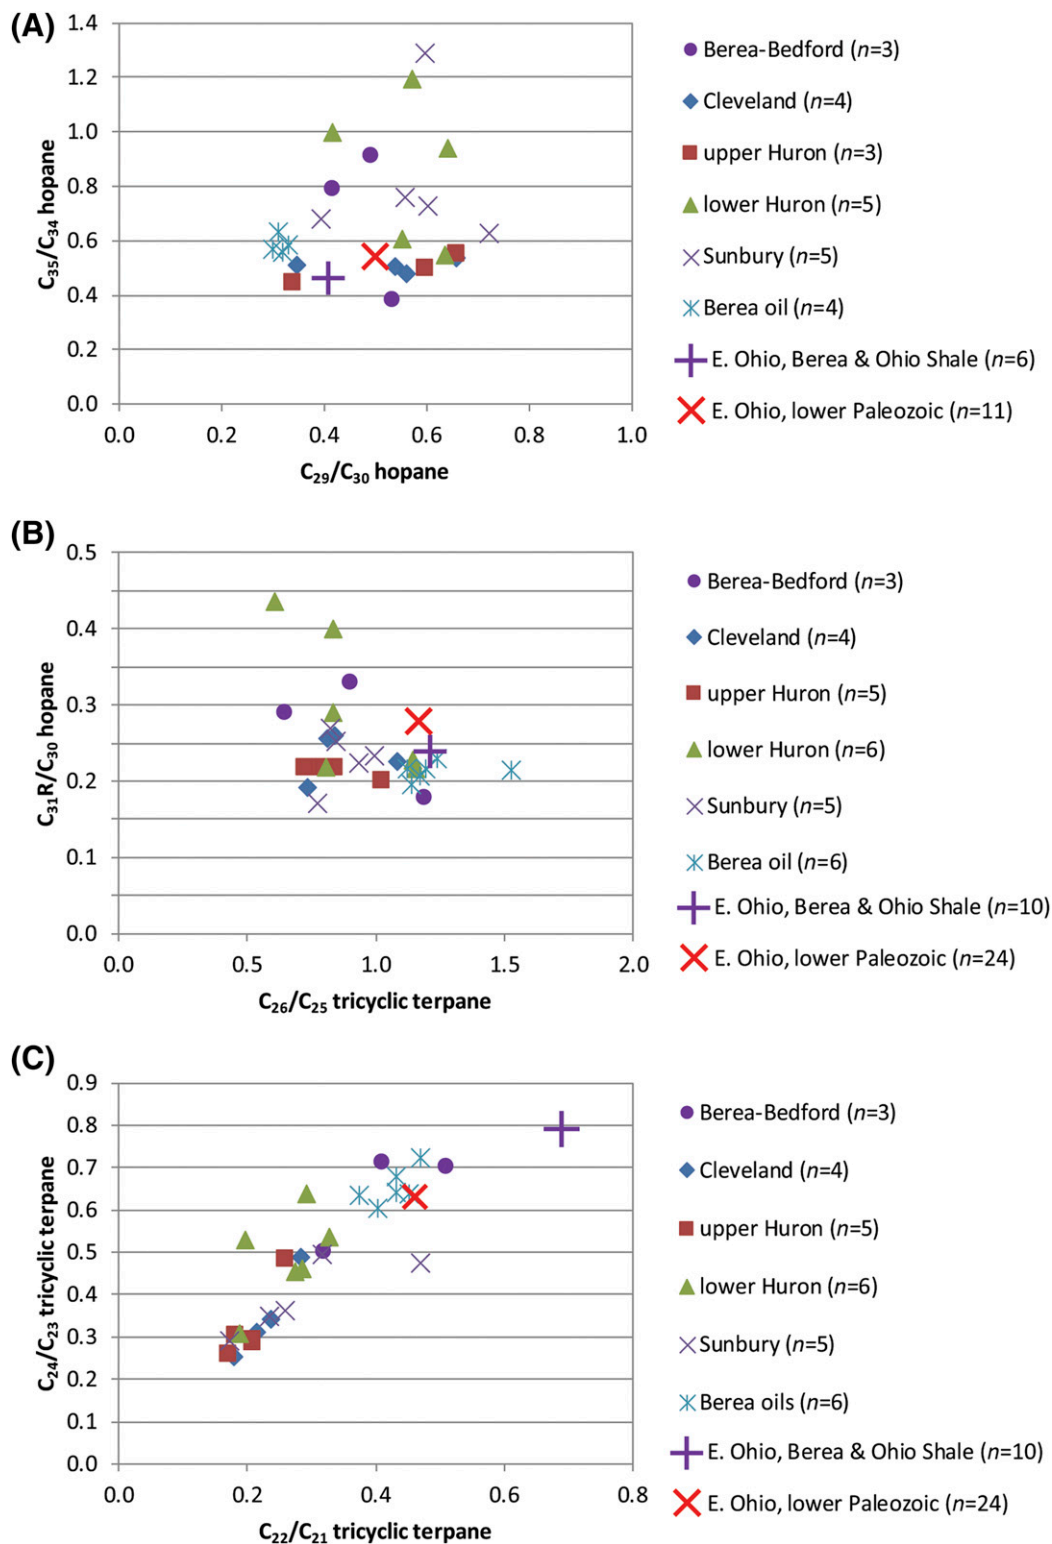 (A)
1.4
1.2
1.0
0.8
0.6
0.4
0.2
0.0
C₃₅/C₃₄ hopane
0.0 0.2 0.4 0.6 0.8 1.0
C₂₉/C₃₀ hopane
Berea-Bedford (n=3)
Cleveland (n=4)
upper Huron (n=3)
lower Huron (n=5)
Sunbury (n=5)
Berea oil (n=4)
E. Ohio, Berea & Ohio Shale (n=6)
E. Ohio, lower Paleozoic (n=11)
(B)
0.5
0.4
0.3
0.2
0.1
0.0
C₃₁R/C₃₀ hopane
0.0 0.5 1.0 1.5 2.0
C₂₆/C₂₅ tricyclic terpane
Berea-Bedford (n=3)
Cleveland (n=4)
upper Huron (n=5)
lower Huron (n=6)
Sunbury (n=5)
Berea oil (n=6)
E. Ohio, Berea & Ohio Shale (n=10)
E. Ohio, lower Paleozoic (n=24)
(C)
0.9
0.8
0.7
0.6
0.5
0.4
0.3
0.2
0.1
0.0
C₂₄/C₂₃ tricyclic terpane
0.0 0.2 0.4 0.6 0.8
C₂₂/C₂₁ tricyclic terpane
Berea-Bedford (n=3)
Cleveland (n=4)
upper Huron (n=5)
lower Huron (n=6)
Sunbury (n=5)
Berea oils (n=6)
E. Ohio, Berea & Ohio Shale (n=10)
E. Ohio, lower Paleozoic (n=24)